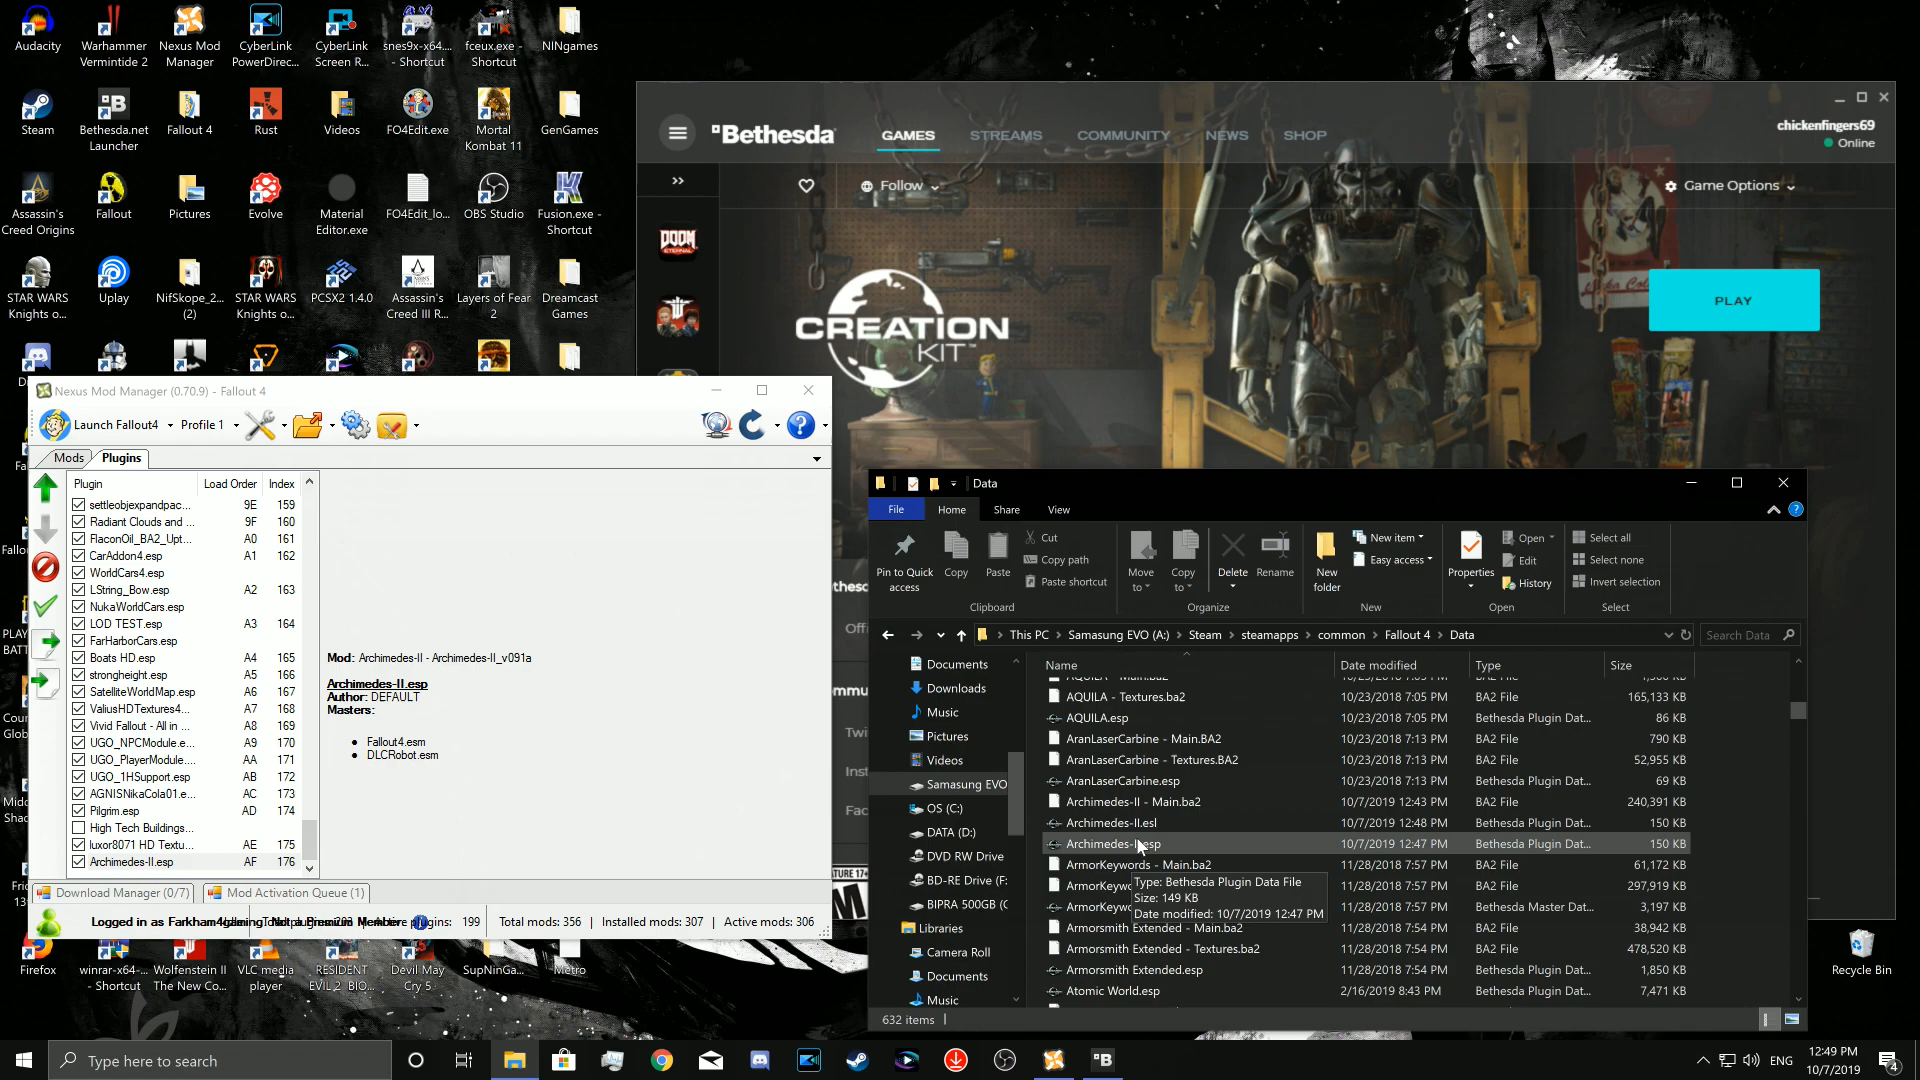 Audacity
Warhammer Vermintide 2
Nexus Mod Manager
CyberLink PowerDirec...
CyberLink Screen R...
snes9x-x64.... - Shortcut
fceux.exe - Shortcut
NINgames
Steam
Bethesda.net Launcher
Fallout 4
Rust
Videos
FO4Edit.exe
Mortal Kombat 11
GenGames
Assassin's Creed Origins
Fallout
Pictures
Evolve
Material Editor.exe
FO4Edit_lo...
OBS Studio
Fusion.exe - Shortcut
STAR WARS Knights o...
Uplay
NifSkope_2... (2)
STAR WARS Knights o...
PCSX2 1.4.0
Assassin's Creed III R...
Layers of Fear 2
Dreamcast Games
Bethesda
GAMES
STREAMS
COMMUNITY
NEWS
SHOP
chickenfingers69
Online
Follow
Game Options
DOOM
ETERNAL
CREATION
KIT
PLAY
Nexus Mod Manager (0.70.9) - Fallout 4
Launch Fallout4
Profile 1
Mods
Plugins
Plugin Load Order Index
settleobjexpandpac... 9E 159
Radiant Clouds and ... 9F 160
FlaconOil_BA2_Upt... A0 161
CarAddon4.esp A1 162
WorldCars4.esp
LString_Bow.esp A2 163
NukaWorldCars.esp
LOD TEST.esp A3 164
FarHarborCars.esp
Boats HD.esp A4 165
strongheight.esp A5 166
SatelliteWorldMap.esp A6 167
ValiusHDTextures4... A7 168
Vivid Fallout - All in ... A8 169
UGO_NPCModule.e... A9 170
UGO_PlayerModule.... AA 171
UGO_1HSupport.esp AB 172
AGNISNikaCola01.e... AC 173
Pilgrim.esp AD 174
High Tech Buildings...
luxor8071 HD Textu... AE 175
Archimedes-II.esp AF 176
Mod: Archimedes-II - Archimedes-II_v091a
Archimedes-II.esp
Author: DEFAULT
Masters:
Fallout4.esm
DLCRobot.esm
Download Manager (0/7)
Mod Activation Queue (1)
Logged in as Farkham4gaming
plugins: 199
Total mods: 356 | Installed mods: 307 | Active mods: 306
Data
File
Home
Share
View
Pin to Quick access
Copy
Paste
Cut
Copy path
Paste shortcut
Clipboard
Move to
Copy to
Delete
Rename
Organize
New folder
New item
Easy access
New
Properties
Open
Edit
History
Open
Select all
Select none
Invert selection
Select
This PC > Samsung EVO (A:) > Steam > steamapps > common > Fallout 4 > Data
Search Data
Documents
Downloads
Music
Pictures
Videos
Samasung EVO
OS (C:)
DATA (D:)
DVD RW Drive
BD-RE Drive (F:
BIPRA 500GB (
Libraries
Camera Roll
Documents
Music
Name Date modified Type Size
AQUILA - Textures.ba2 10/23/2018 7:05 PM BA2 File 165,133 KB
AQUILA.esp 10/23/2018 7:05 PM Bethesda Plugin Dat... 86 KB
AranLaserCarbine - Main.BA2 10/23/2018 7:13 PM BA2 File 790 KB
AranLaserCarbine - Textures.BA2 10/23/2018 7:13 PM BA2 File 52,955 KB
AranLaserCarbine.esp 10/23/2018 7:13 PM Bethesda Plugin Dat... 69 KB
Archimedes-II - Main.ba2 10/7/2019 12:43 PM BA2 File 240,391 KB
Archimedes-II.esl 10/7/2019 12:48 PM Bethesda Plugin Dat... 150 KB
Archimedes-II.esp 10/7/2019 12:47 PM Bethesda Plugin Dat... 150 KB
ArmorKeywords - Main.ba2 11/28/2018 7:57 PM BA2 File 61,172 KB
ArmorKeywo 11/28/2018 7:57 PM BA2 File 297,919 KB
ArmorKeywo 11/28/2018 7:57 PM Bethesda Master Dat... 3,197 KB
Type: Bethesda Plugin Data File
Size: 149 KB
Date modified: 10/7/2019 12:47 PM
Armorsmith Extended - Main.ba2 11/28/2018 7:54 PM BA2 File 38,942 KB
Armorsmith Extended - Textures.ba2 11/28/2018 7:54 PM BA2 File 478,520 KB
Armorsmith Extended.esp 11/28/2018 7:54 PM Bethesda Plugin Dat... 1,850 KB
Atomic World.esp 2/16/2019 8:43 PM Bethesda Plugin Dat... 7,471 KB
632 items
Firefox
winrar-x64-... - Shortcut
Wolfenstein II The New Co...
VLC media player
RESIDENT EVIL 2 BIO...
Devil May Cry 5
SupNinGa...
Metro
Recycle Bin
Type here to search
ENG
12:49 PM
10/7/2019
4